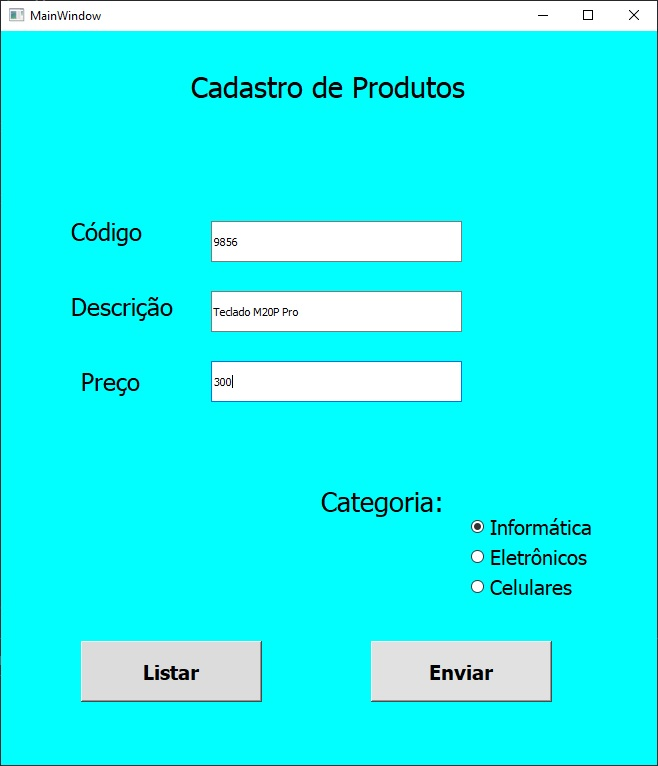 MainWindow
Cadastro de Produtos
Código
9856
Descrição
Teclado M20P Pro
Preço
300
Categoria:
Informática
Eletrônicos
Celulares
Listar
Enviar